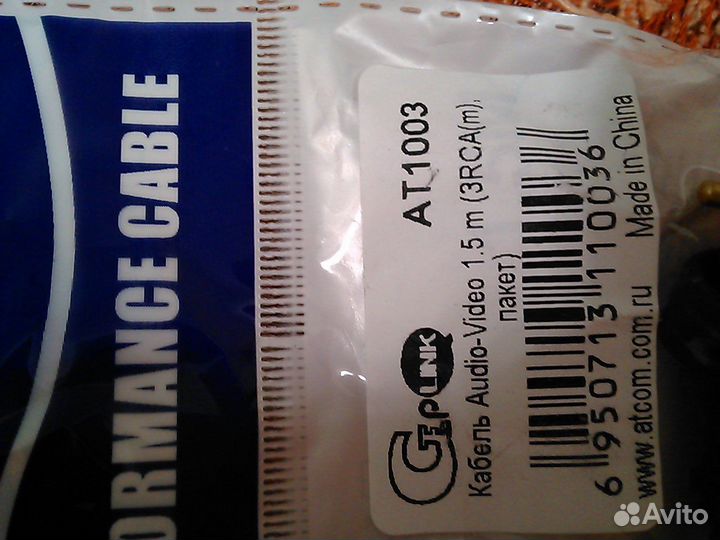 ORMANCE CABLE
GEPLINK AT1003
Кабель Audio-Video 1.5 m (3RCA(m),
пакет)
6 950713 110036
www.atcom.com.ru Made in China
Avito